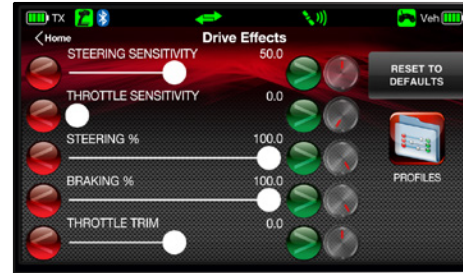 TX
Veh
Home
Drive Effects
STEERING SENSITIVITY 50.0
THROTTLE SENSITIVITY 0.0
STEERING % 100.0
BRAKING % 100.0
THROTTLE TRIM 0.0
RESET TO
DEFAULTS
PROFILES